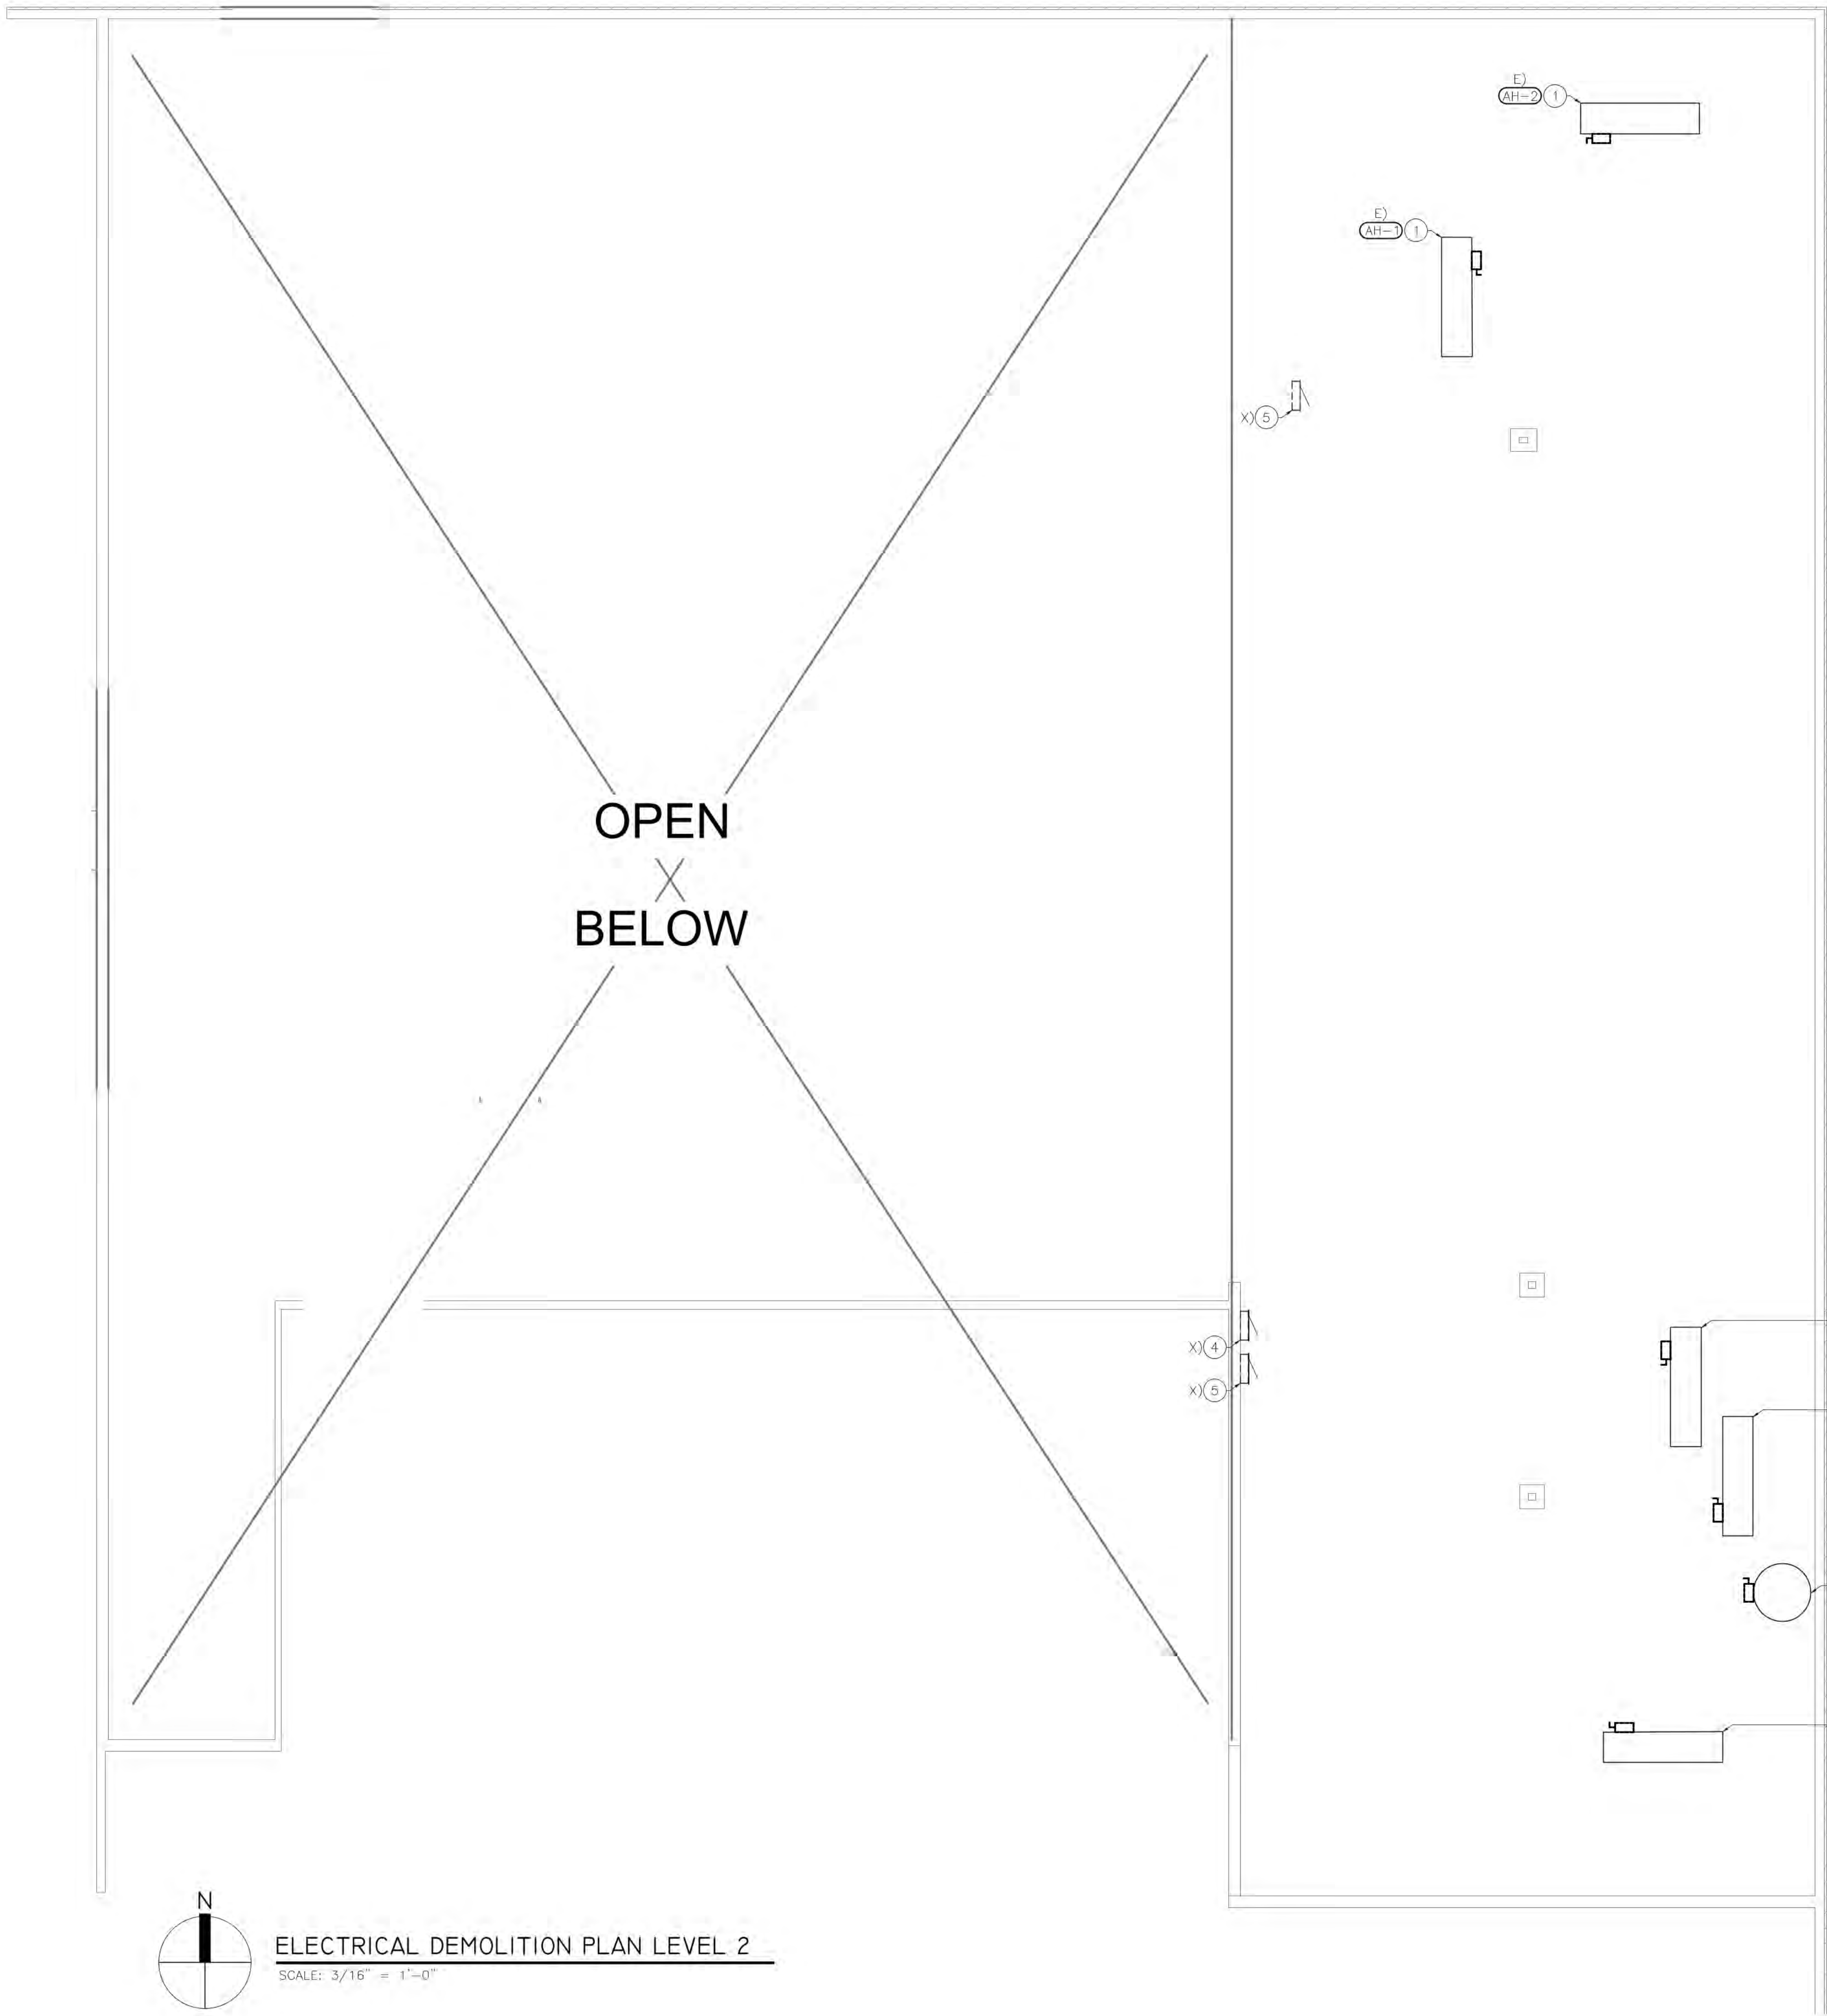 E)
AH-2 1
E)
AH-1 1
X) 5
OPEN
BELOW
X) 4
X) 5
N
ELECTRICAL DEMOLITION PLAN LEVEL 2
SCALE: 3/16" = 1'-0"